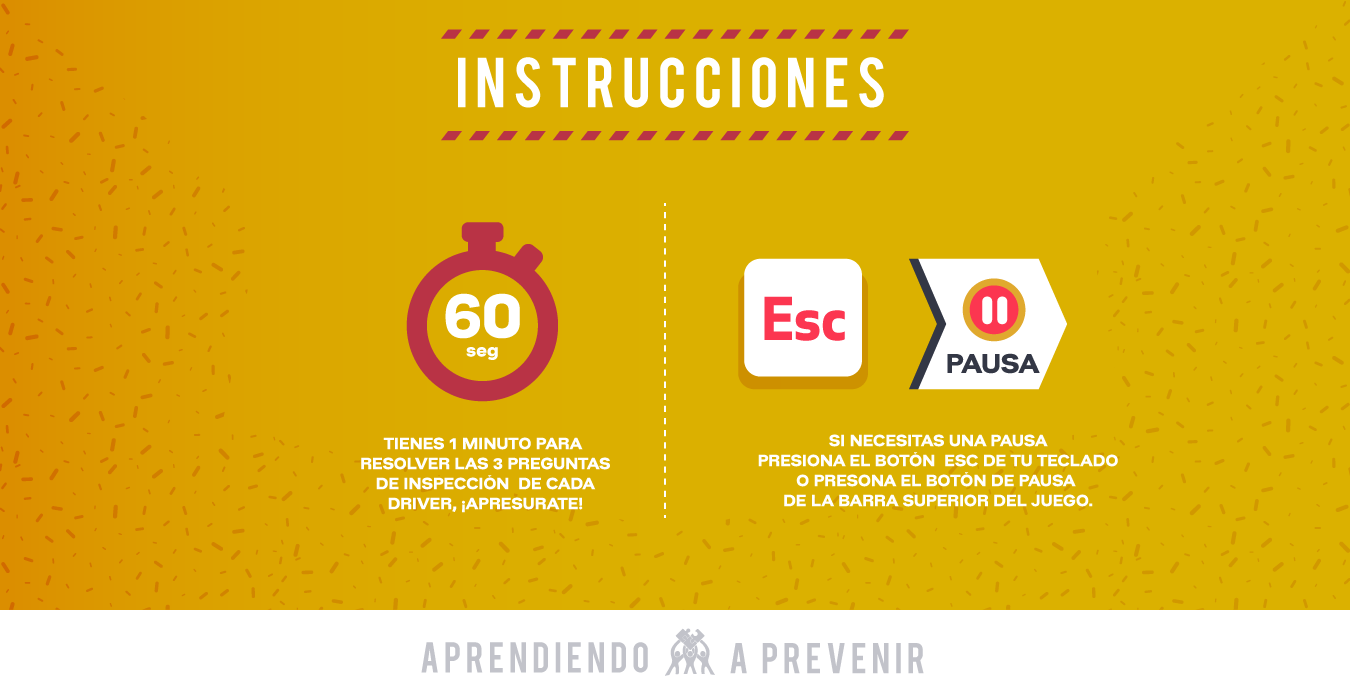 INSTRUCCIONES
60
seg
TIENES 1 MINUTO PARA
RESOLVER LAS 3 PREGUNTAS
DE INSPECCIÓN DE CADA
DRIVER, ¡APRESURATE!
Esc
PAUSA
SI NECESITAS UNA PAUSA
PRESIONA EL BOTÓN ESC DE TU TECLADO
O PRESONA EL BOTÓN DE PAUSA
DE LA BARRA SUPERIOR DEL JUEGO.
APRENDIENDO A PREVENIR